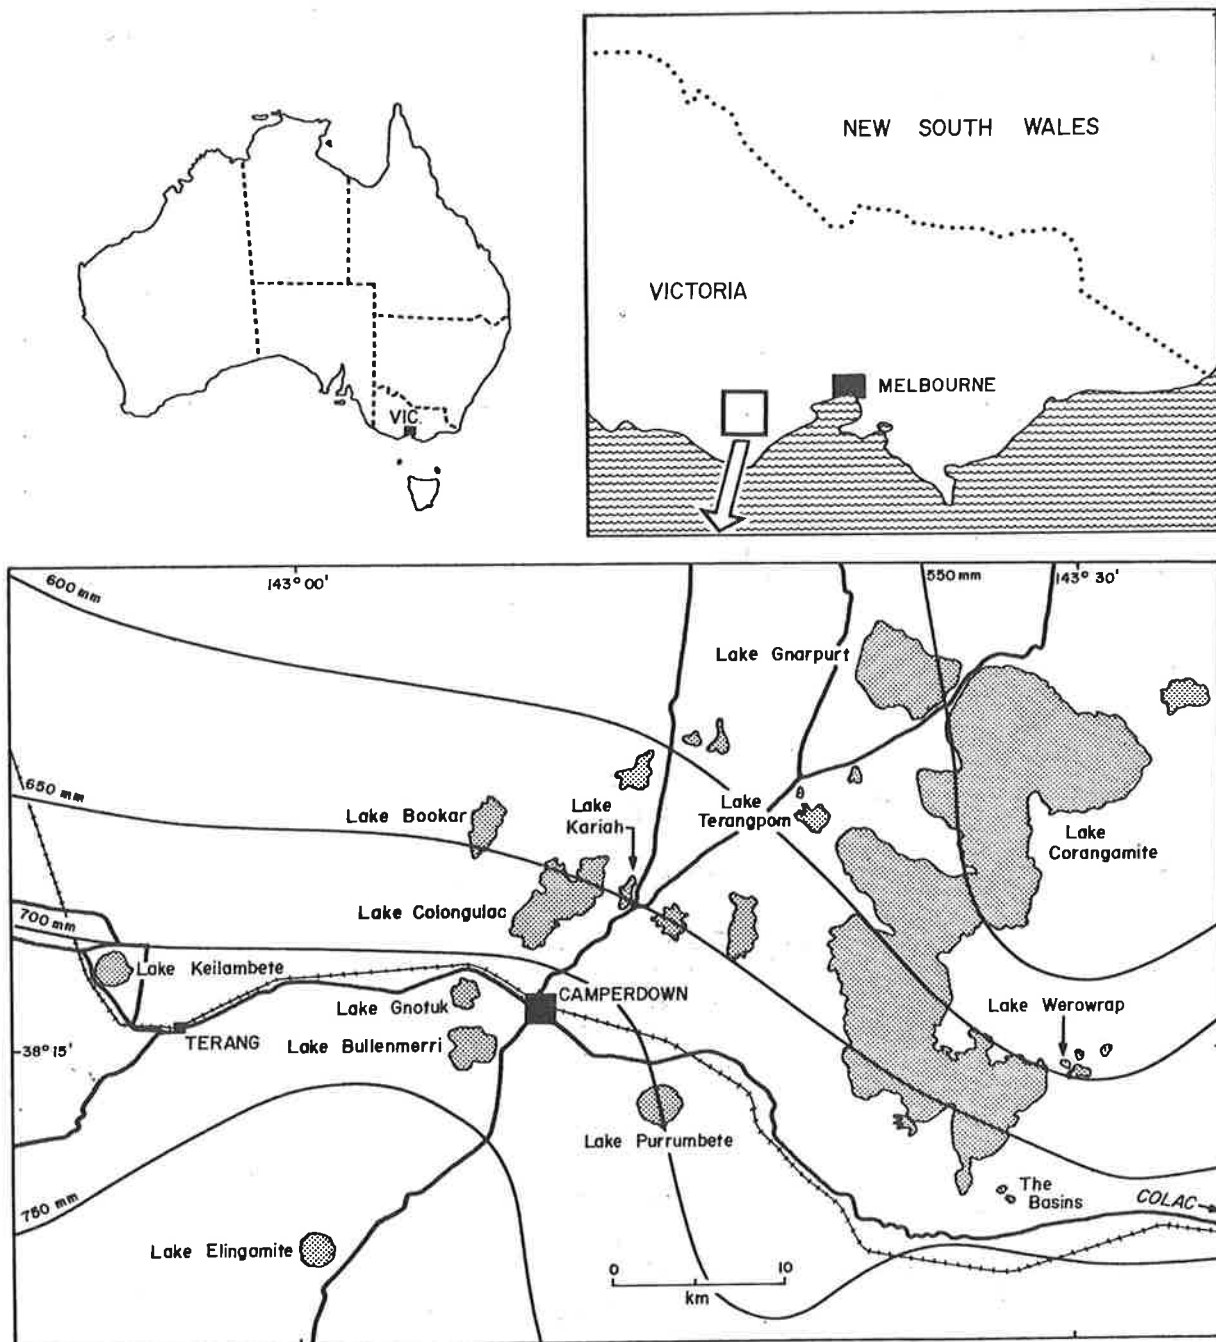 VIC.
NEW SOUTH WALES
VICTORIA
MELBOURNE
600 mm
143° 00'
550 mm
143° 30'
Lake Gnarpurt
650 mm
Lake Bookar
Lake
Kariah
Lake
Terangpom
Lake
Corangamite
700 mm
Lake Colongulac
Lake Keilambete
Lake Gnotuk
CAMPERDOWN
Lake Werowrap
TERANG
Lake Bullenmerri
38° 15'
Lake Purrumbete
750 mm
The
Basins
COLAC
Lake Elingamite
0 10
km